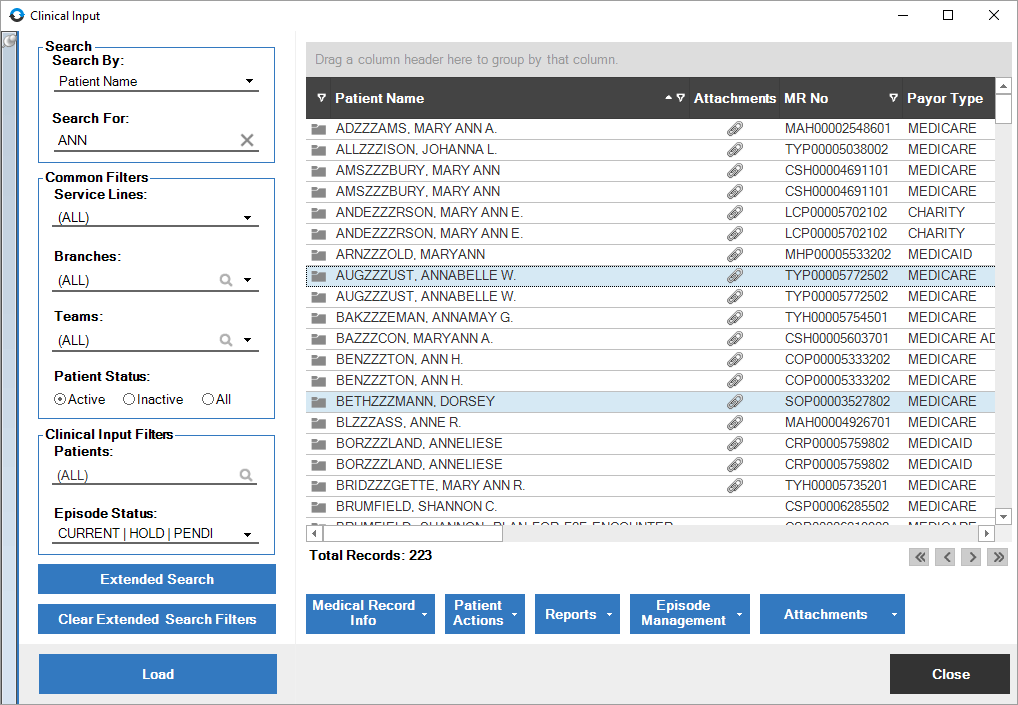 Clinical Input
Search
Search By:
Patient Name
Search For:
ANN
Common Filters
Service Lines:
(ALL)
Branches:
(ALL)
Teams:
(ALL)
Patient Status:
Active Inactive All
Clinical Input Filters
Patients:
(ALL)
Episode Status:
CURRENT | HOLD | PENDI
Extended Search
Clear Extended Search Filters
Load
Drag a column header here to group by that column.
Patient Name Attachments MR No Payor Type
ADZZZAMS, MARY ANN A. MAH00002548601 MEDICARE
ALLZZZISON, JOHANNA L. TYP00005038002 MEDICARE
AMSZZZBURY, MARY ANN CSH00004691101 MEDICARE
AMSZZZBURY, MARY ANN CSH00004691101 MEDICARE
ANDEZZZRSON, MARY ANN E. LCP00005702102 CHARITY
ANDEZZZRSON, MARY ANN E. LCP00005702102 CHARITY
ARNZZZOLD, MARYANN MHP00005533202 MEDICAID
AUGZZZUST, ANNABELLE W. TYP00005772502 MEDICARE
AUGZZZUST, ANNABELLE W. TYP00005772502 MEDICARE
BAKZZZEMAN, ANNAMAY G. TYH00005754501 MEDICARE
BAZZZCON, MARYANN A. CSH00005603701 MEDICARE AD
BENZZZTON, ANN H. COP00005333202 MEDICARE
BENZZZTON, ANN H. COP00005333202 MEDICARE
BETHZZZMANN, DORSEY SOP00003527802 MEDICARE
BLZZZASS, ANNE R. MAH00004926701 MEDICARE
BORZZZLAND, ANNELIESE CRP00005759802 MEDICAID
BORZZZLAND, ANNELIESE CRP00005759802 MEDICAID
BRIDZZZGETTE, MARY ANN R. TYH00005735201 MEDICARE
BRUMFIELD, SHANNON C. CSP00006285502 MEDICARE
BRUMFIELD, SHANNON, PLAN-FOR-F2F-ENCOUNTER
Total Records: 223
Medical Record Info
Patient Actions
Reports
Episode Management
Attachments
Close